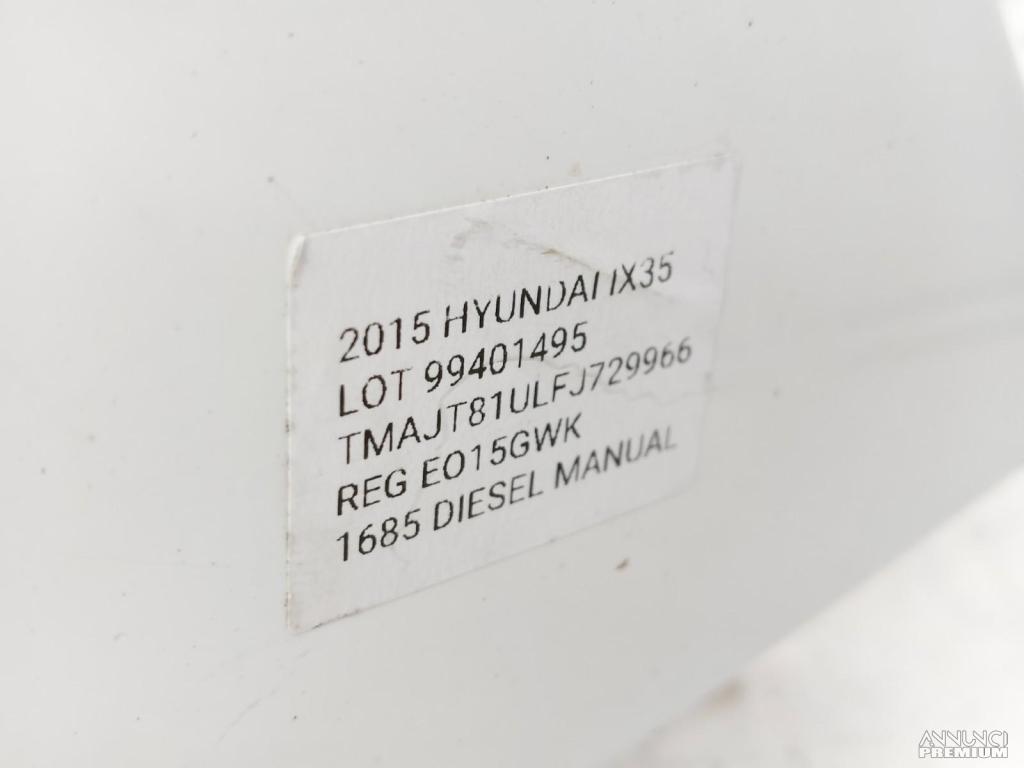 2015 HYUNDAI IX35
LOT 99401495
TMAJT81ULFJ729966
REG EO15GWK
1685 DIESEL MANUAL
ANNUNCI
PREMIUM